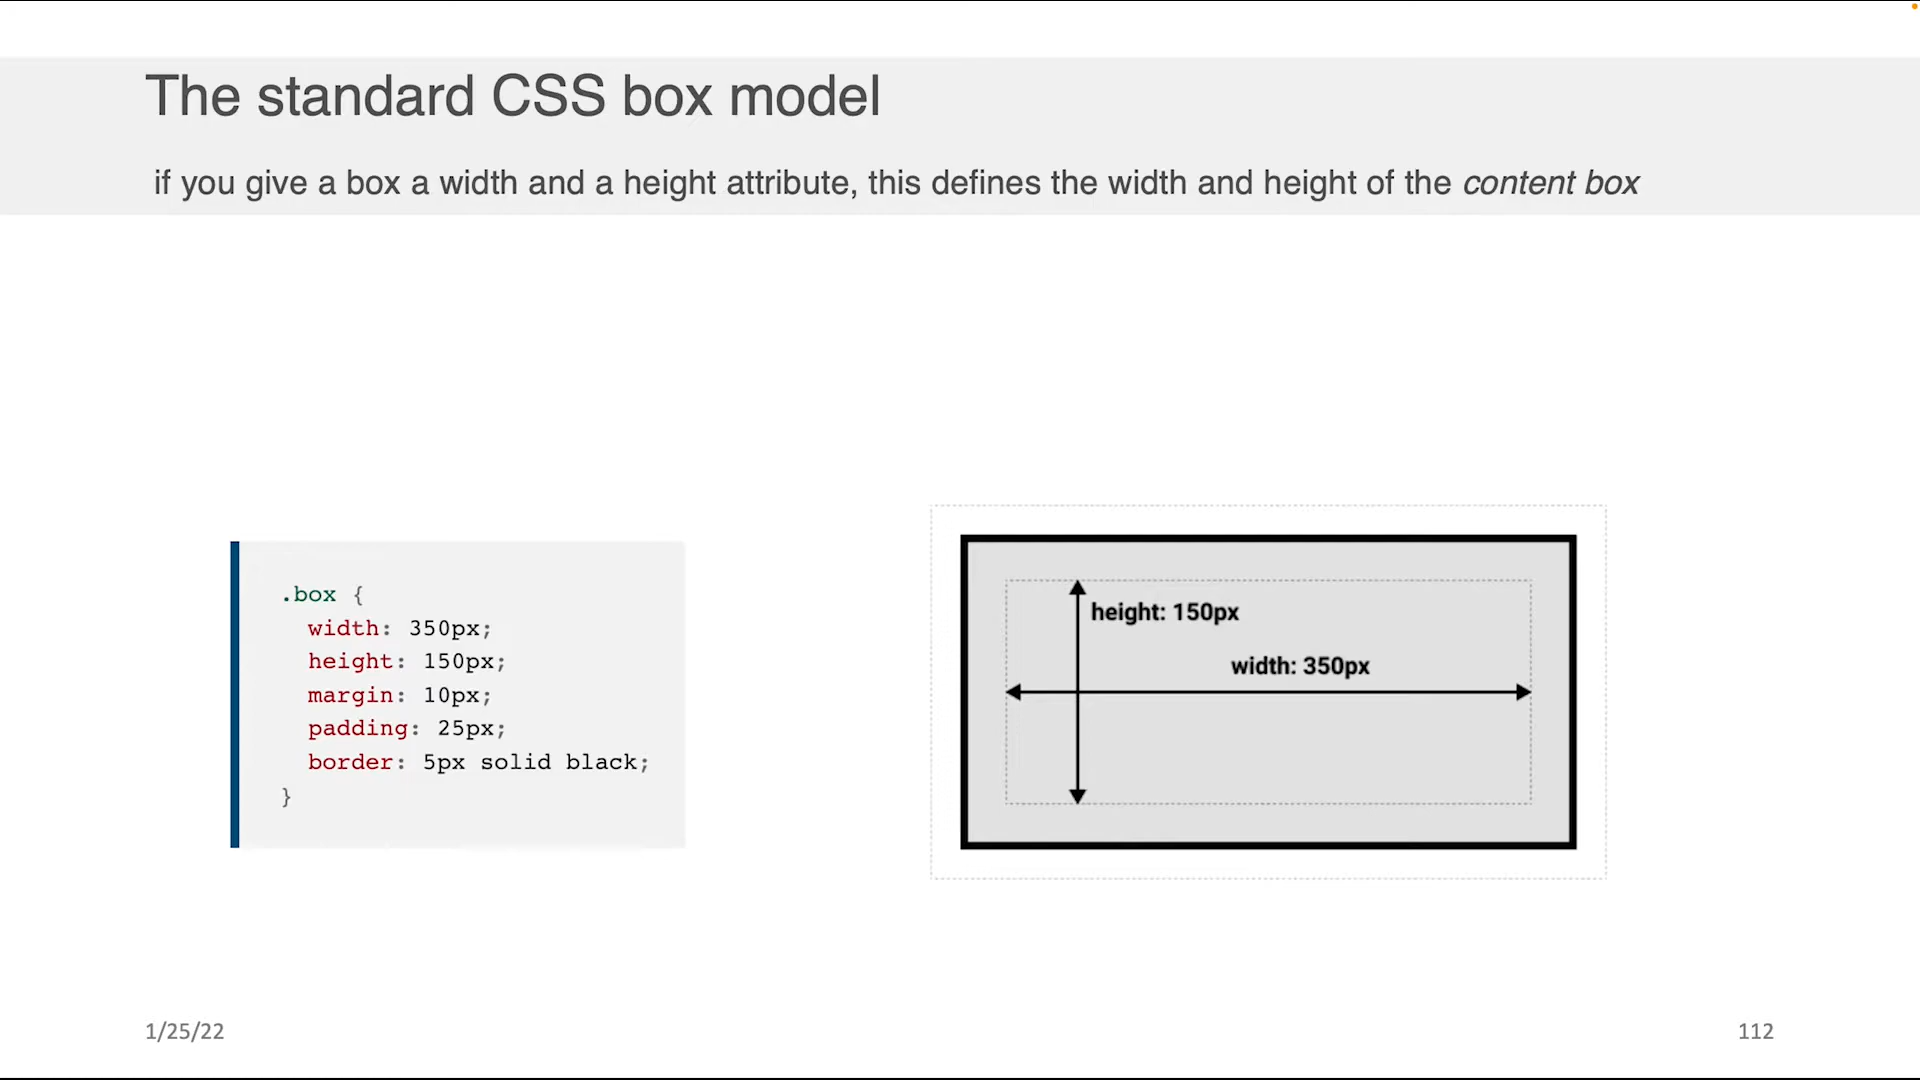 The standard CSS box model
if you give a box a width and a height attribute, this defines the width and height of the content box
.box {
width: 350px;
height: 150px;
margin: 10px;
padding: 25px;
border: 5px solid black;
}
height: 150px
width: 350px
1/25/22
112